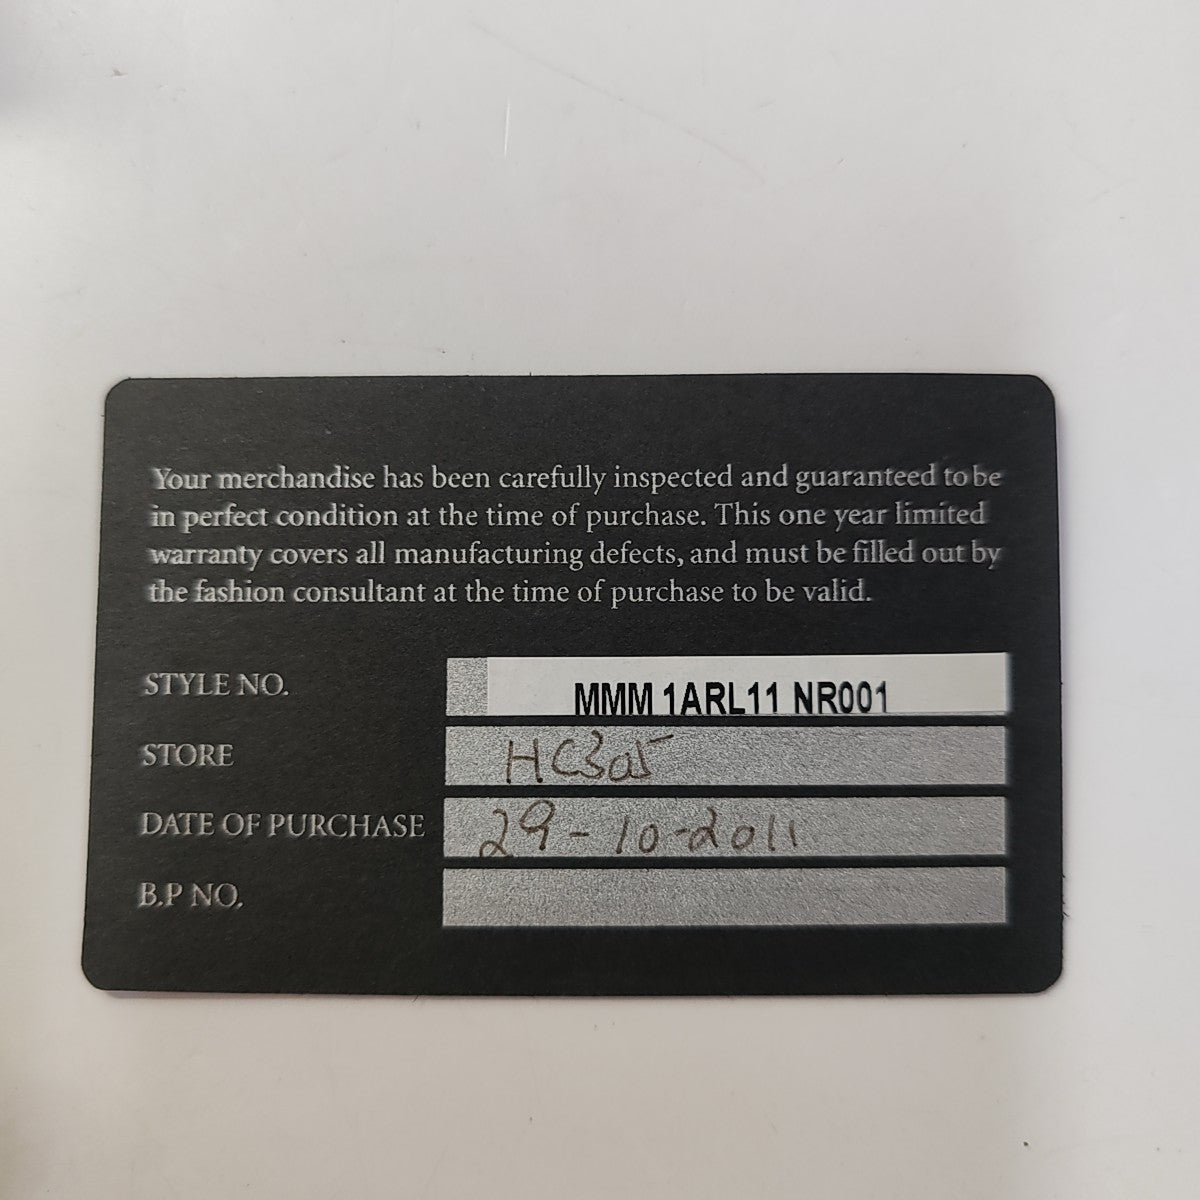 Your merchandise has been carefully inspected and guaranteed to be
in perfect condition at the time of purchase. This one year limited
warranty covers all manufacturing defects, and must be filled out by
the fashion consultant at the time of purchase to be valid.
STYLE NO. MMM 1ARL11 NR001
STORE
DATE OF PURCHASE 29-10-2011
B.P NO.